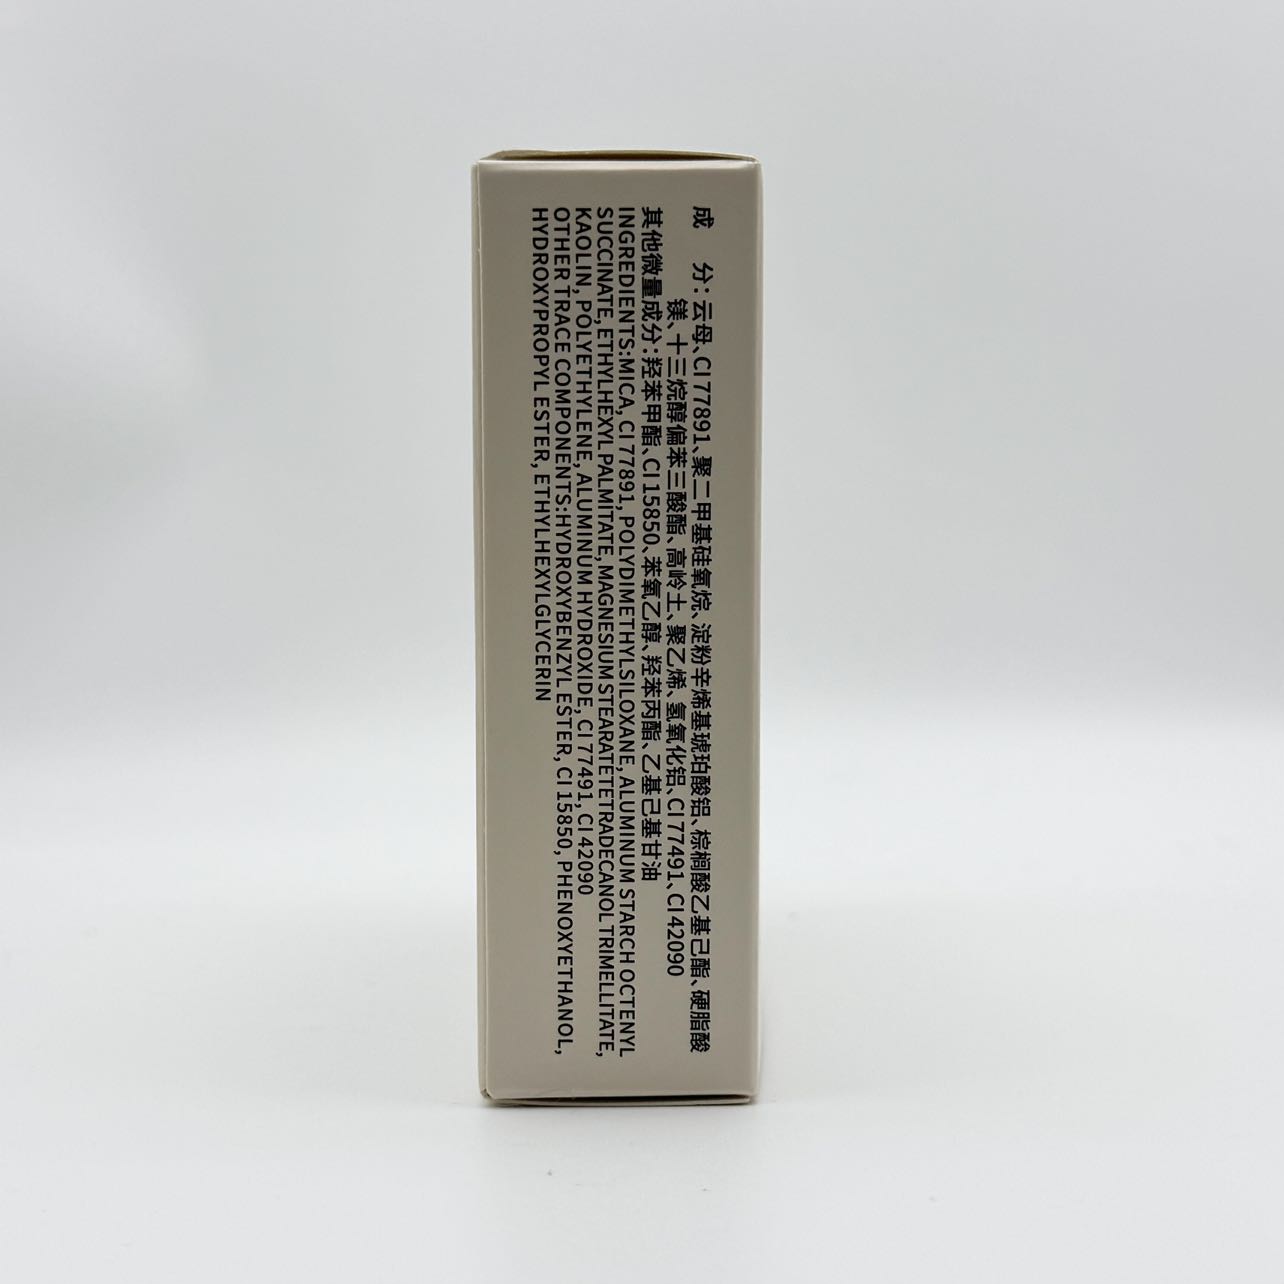 成 分：云母、CI 77891、聚二甲基硅氧烷、淀粉辛烯基琥珀酸铝、棕榈酸乙基己酯、硬脂酸
镁、十三烷醇偏苯三酸酯、高岭土、聚乙烯、氢氧化铝、CI 77491、CI 42090
其他微量成分：羟苯甲酯、CI 15850、苯氧乙醇、羟苯丙酯、乙基己基甘油
INGREDIENTS:MICA, CI 77891, POLYDIMETHYLSILOXANE, ALUMINUM STARCH OCTENYL
SUCCINATE, ETHYLHEXYL PALMITATE, MAGNESIUM STEARATETETRADECANOL TRIMELLITATE,
KAOLIN, POLYETHYLENE, ALUMINUM HYDROXIDE, CI 77491, CI 42090
OTHER TRACE COMPONENTS:HYDROXYBENZYL ESTER, CI 15850, PHENOXYETHANOL,
HYDROXYPROPYL ESTER, ETHYLHEXYLGLYCERIN